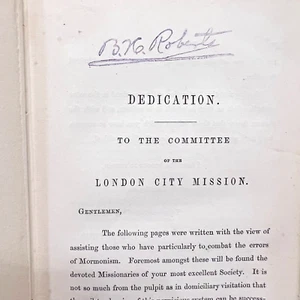 B. H. Roberts
DEDICATION.
TO THE COMMITTEE
OF THE
LONDON CITY MISSION.
GENTLEMEN,
The following pages were written with the view of
assisting those who have particularly to combat the errors
of Mormonism. Foremost amongst these will be found the
devoted Missionaries of your most excellent Society. It is
not so much from the pulpit as in domiciliary visitation that